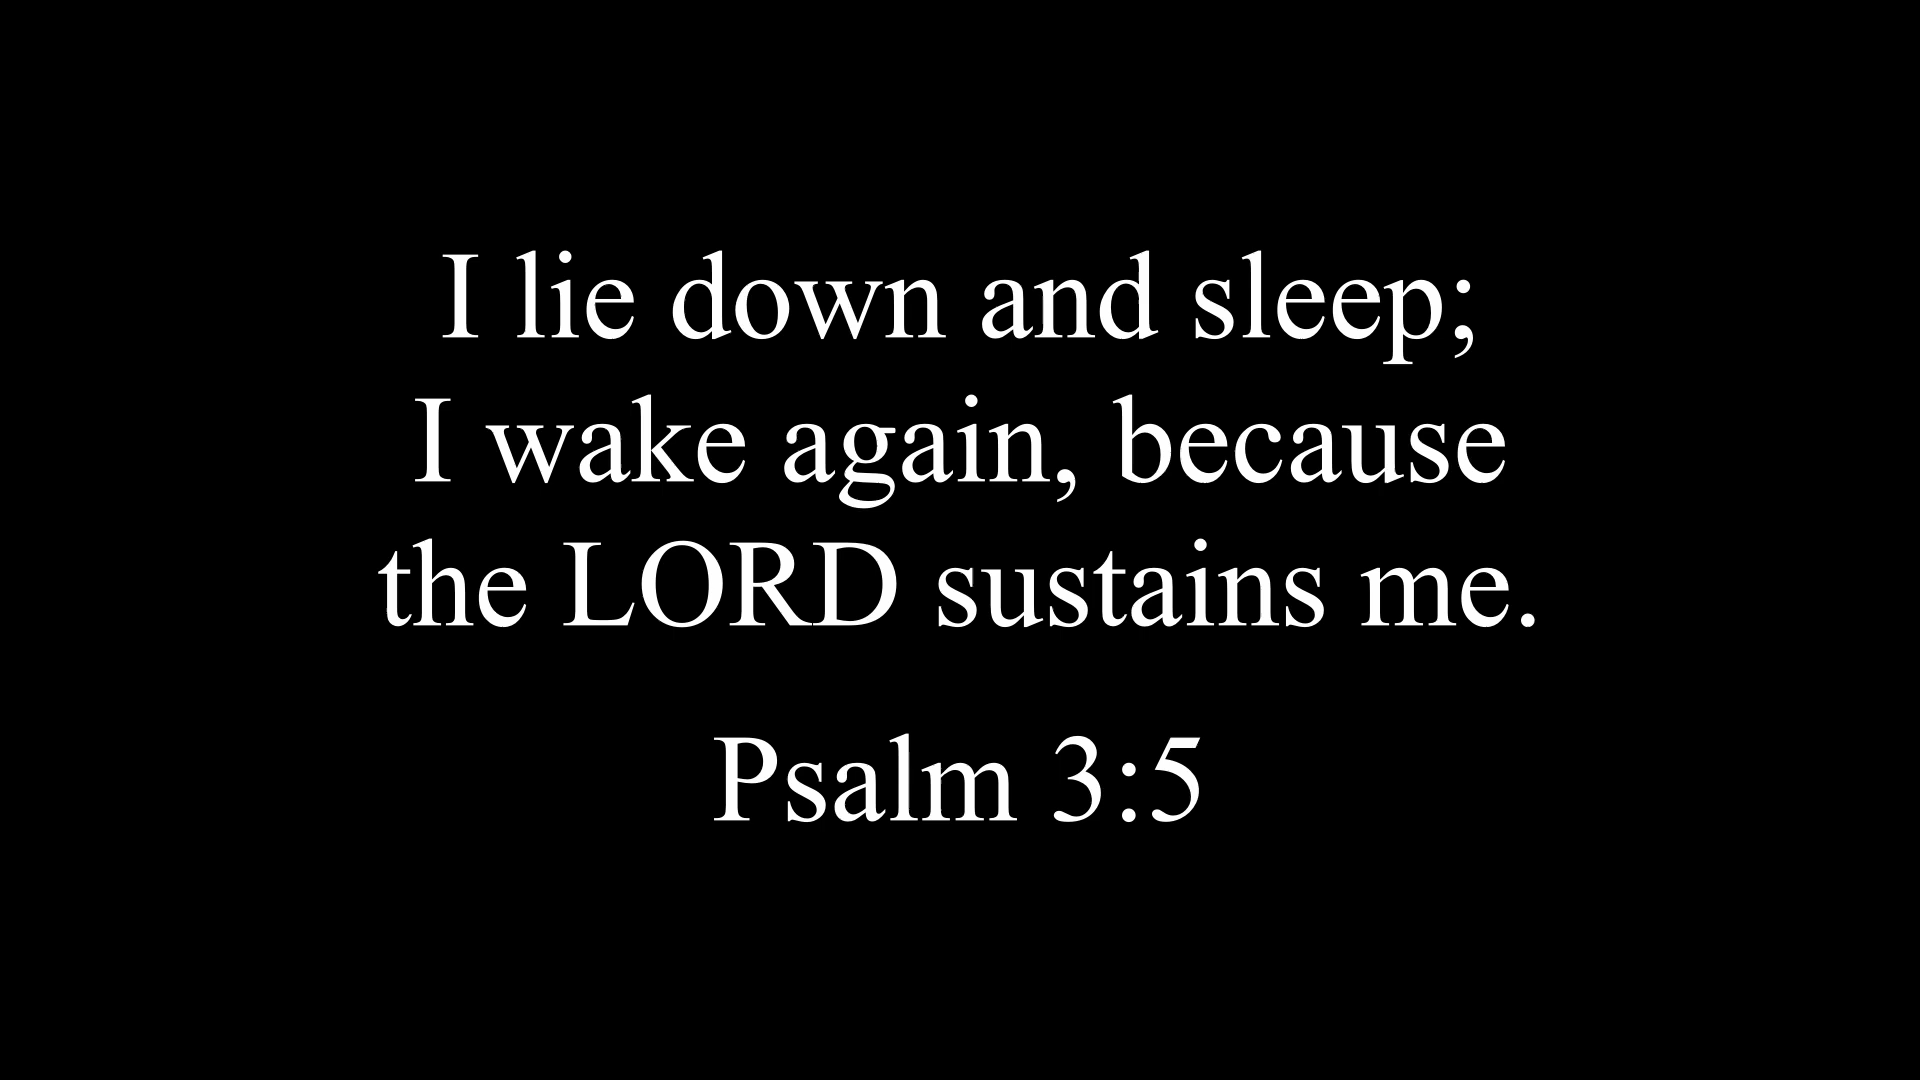 I lie down and sleep;
I wake again, because
the LORD sustains me.
Psalm 3:5